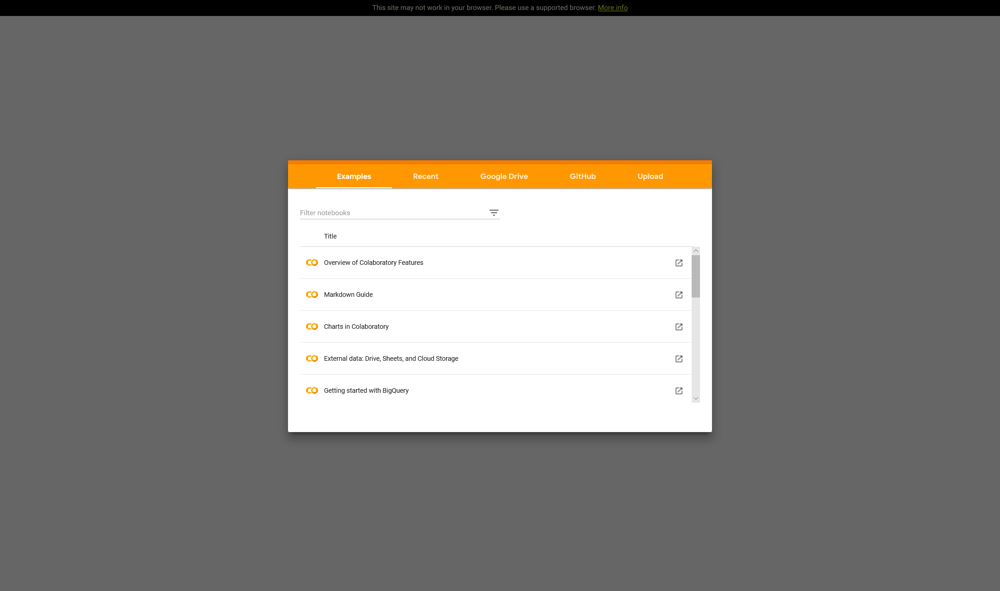 This site may not work in your browser. Please use a supported browser. More info
Examples Recent Google Drive GitHub Upload
Filter notebooks
Title
Overview of Colaboratory Features
Markdown Guide
Charts in Colaboratory
External data: Drive, Sheets, and Cloud Storage
Getting started with BigQuery